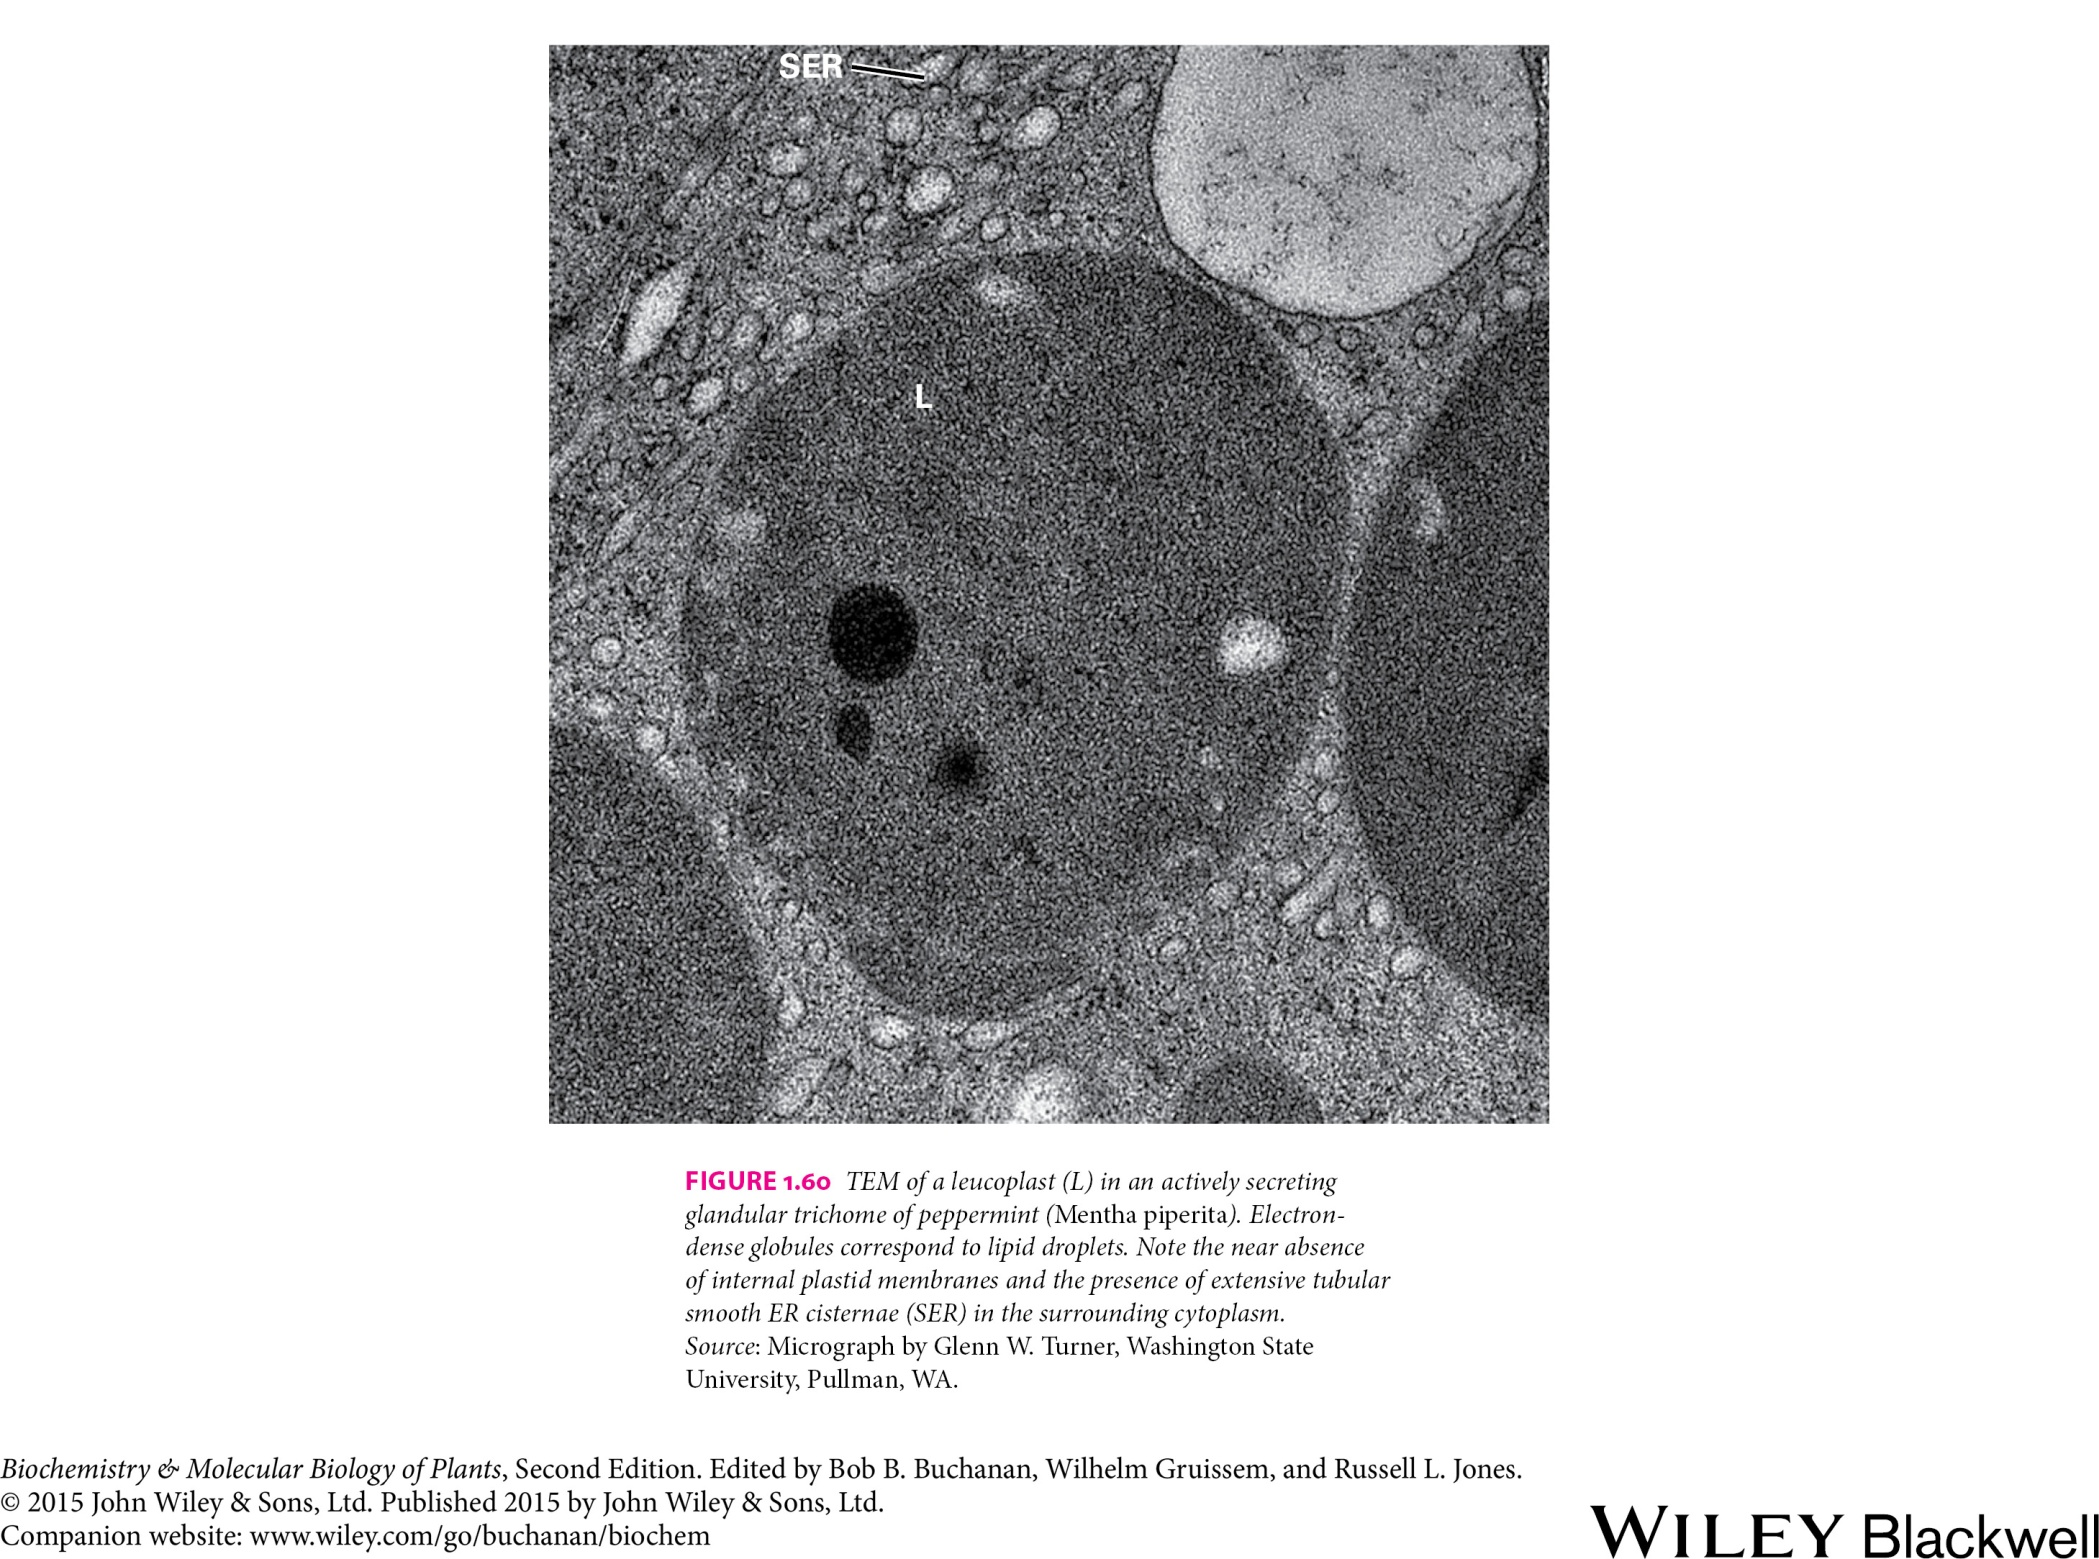 SER
L
FIGURE 1.60 TEM of a leucoplast (L) in an actively secreting
glandular trichome of peppermint (Mentha piperita). Electron-
dense globules correspond to lipid droplets. Note the near absence
of internal plastid membranes and the presence of extensive tubular
smooth ER cisternae (SER) in the surrounding cytoplasm.
Source: Micrograph by Glenn W. Turner, Washington State
University, Pullman, WA.
Biochemistry & Molecular Biology of Plants, Second Edition. Edited by Bob B. Buchanan, Wilhelm Gruissem, and Russell L. Jones.
© 2015 John Wiley & Sons, Ltd. Published 2015 by John Wiley & Sons, Ltd.
Companion website: www.wiley.com/go/buchanan/biochem
WILEY Blackwell